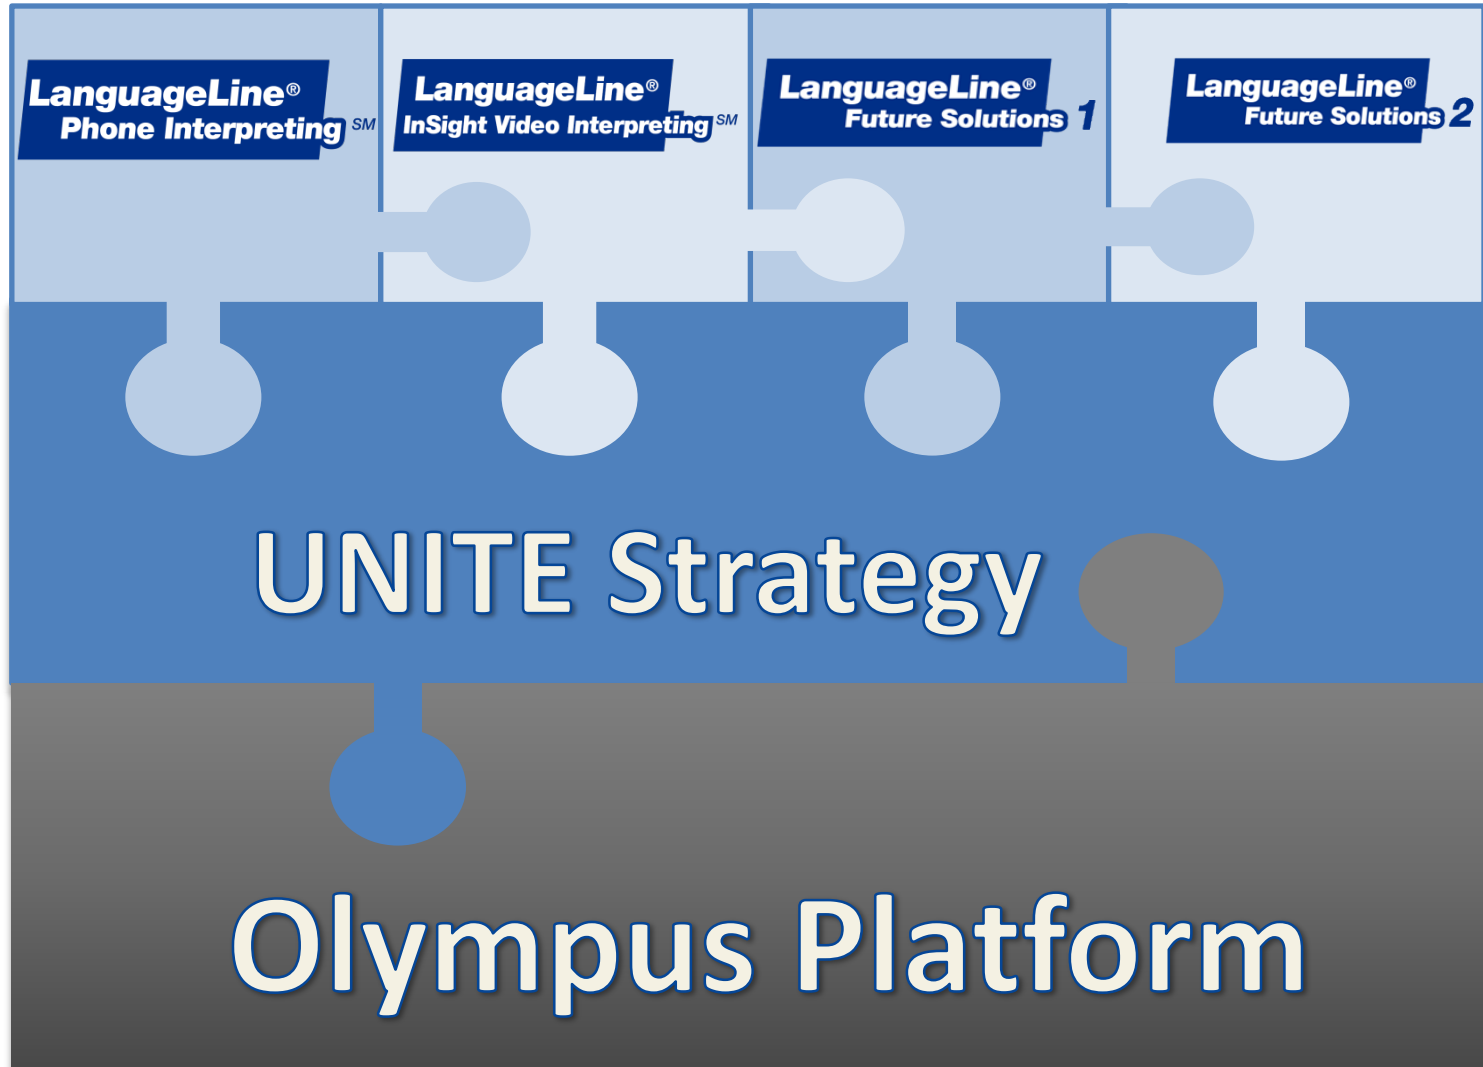 LanguageLine®
Phone Interpreting SM
LanguageLine®
InSight Video Interpreting SM
LanguageLine®
Future Solutions 1
LanguageLine®
Future Solutions 2
UNITE Strategy
Olympus Platform